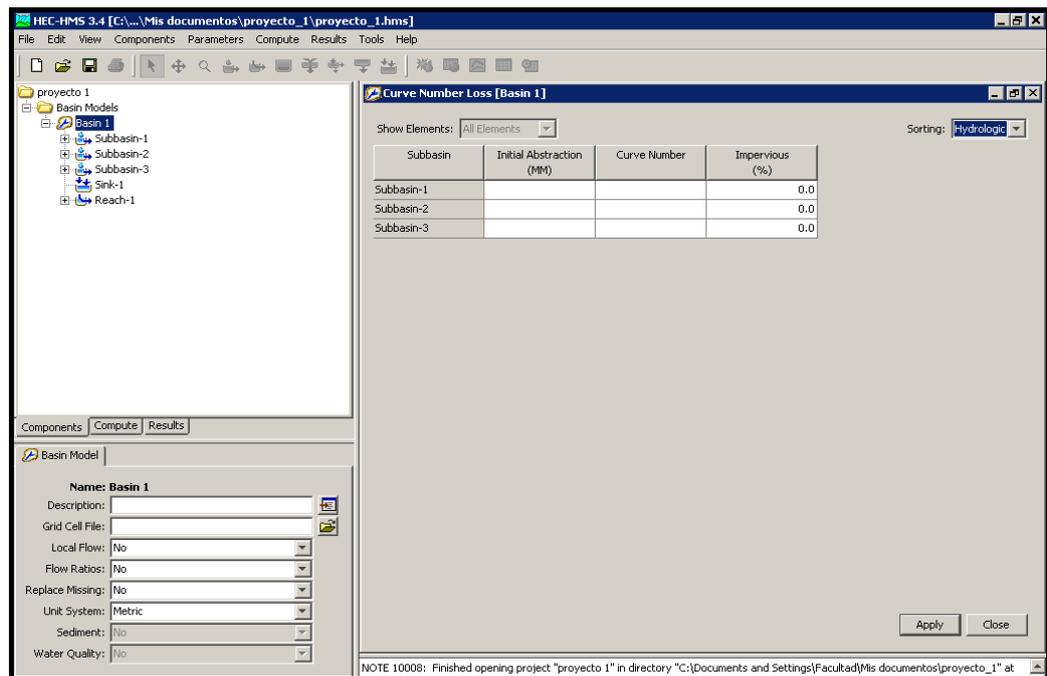 HEC-HMS 3.4 [C:\...\Mis documentos\proyecto_1\proyecto_1.hms]
File Edit View Components Parameters Compute Results Tools Help
proyecto 1
Basin Models
Basin 1
Subbasin-1
Subbasin-2
Subbasin-3
Sink-1
Reach-1
Components Compute Results
Basin Model
Name: Basin 1
Description:
Grid Cell File:
Local Flow: No
Flow Ratios: No
Replace Missing: No
Unit System: Metric
Sediment: No
Water Quality: No
Curve Number Loss [Basin 1]
Show Elements: All Elements
Sorting: Hydrologic
Subbasin Initial Abstraction (MM) Curve Number Impervious (%)
Subbasin-1 0.0
Subbasin-2 0.0
Subbasin-3 0.0
Apply Close
NOTE 10008: Finished opening project "proyecto 1" in directory "C:\Documents and Settings\Facultad\Mis documentos\proyecto_1" at